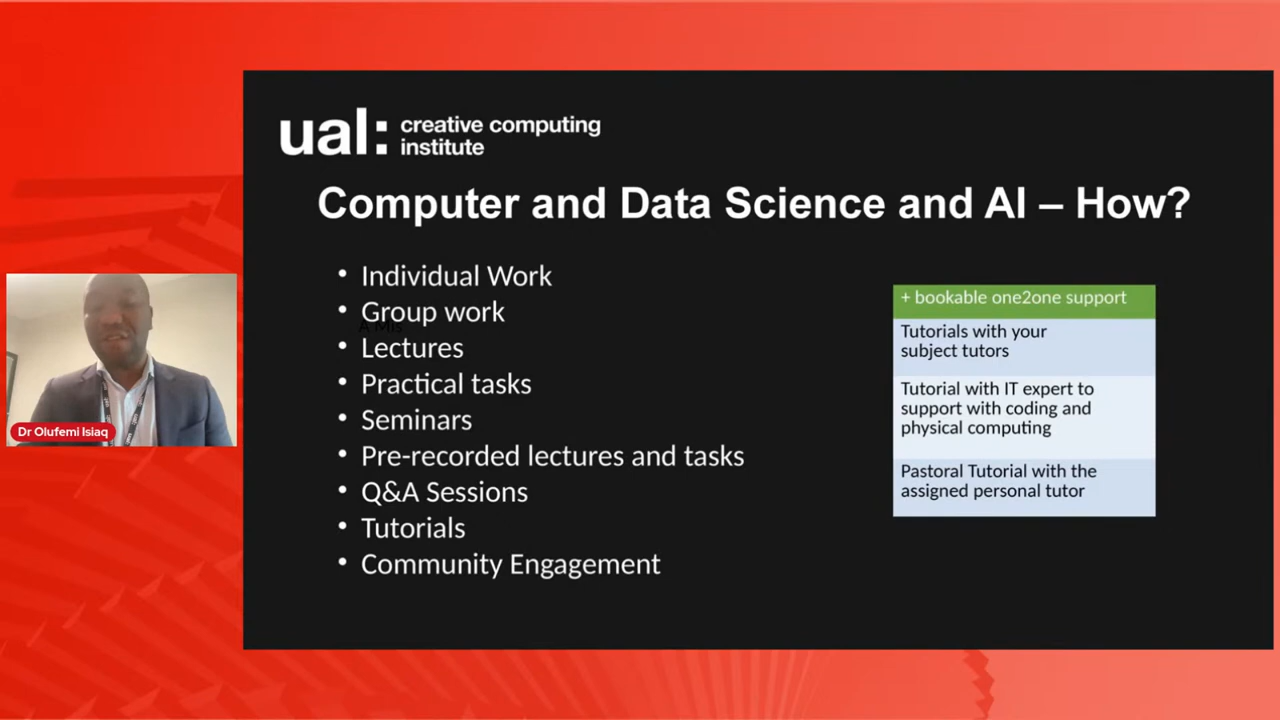 ual: creative computing
institute
Computer and Data Science and AI – How?
• Individual Work
• Group work
A Mis
• Lectures
• Practical tasks
• Seminars
• Pre-recorded lectures and tasks
• Q&A Sessions
• Tutorials
• Community Engagement
+ bookable one2one support
Tutorials with your
subject tutors
Tutorial with IT expert to
support with coding and
physical computing
Pastoral Tutorial with the
assigned personal tutor
Dr Olufemi Isiaq